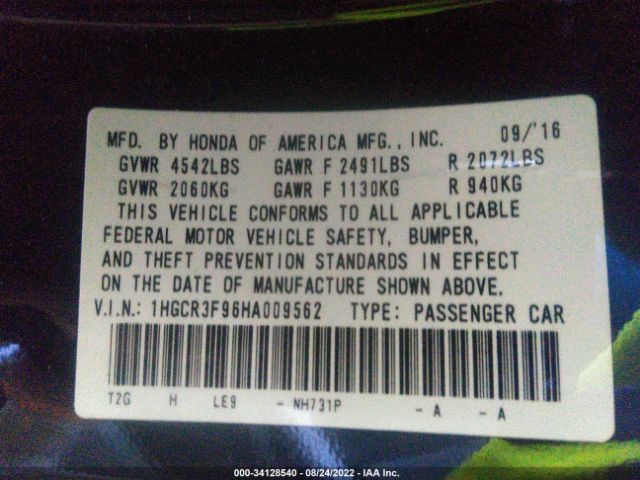 MFD. BY HONDA OF AMERICA MFG., INC. 09/'16
GVWR 4542LBS GAWR F 2491LBS R 2072LBS
GVWR 2060KG GAWR F 1130KG R 940KG
THIS VEHICLE CONFORMS TO ALL APPLICABLE
FEDERAL MOTOR VEHICLE SAFETY, BUMPER,
AND THEFT PREVENTION STANDARDS IN EFFECT
ON THE DATE OF MANUFACTURE SHOWN ABOVE.
V.I.N.: 1HGCR3F96HA009562 TYPE: PASSENGER CAR
T2G H LE9 - NH731P - A - A
000-34128540 - 08/24/2022 - IAA Inc.